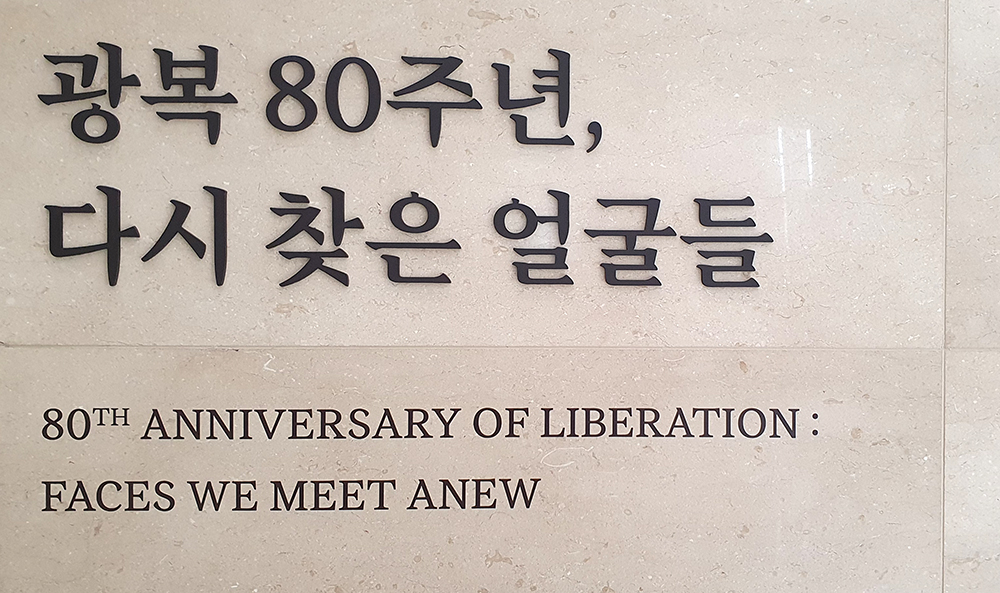 광복 80주년,
다시 찾은 얼굴들
80TH ANNIVERSARY OF LIBERATION :
FACES WE MEET ANEW